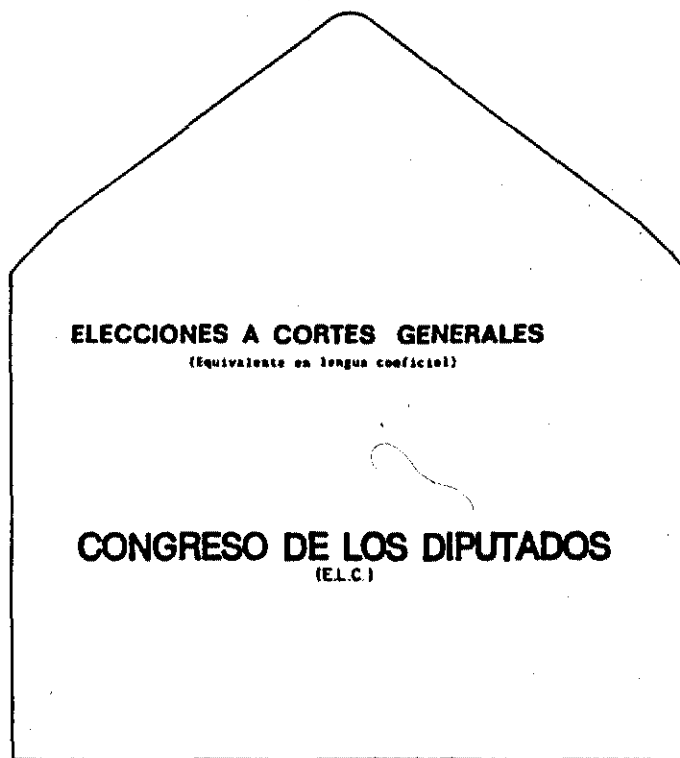 ELECCIONES A CORTES GENERALES
(Equivalente en lengua cooficial)
CONGRESO DE LOS DIPUTADOS
(E.L.C.)